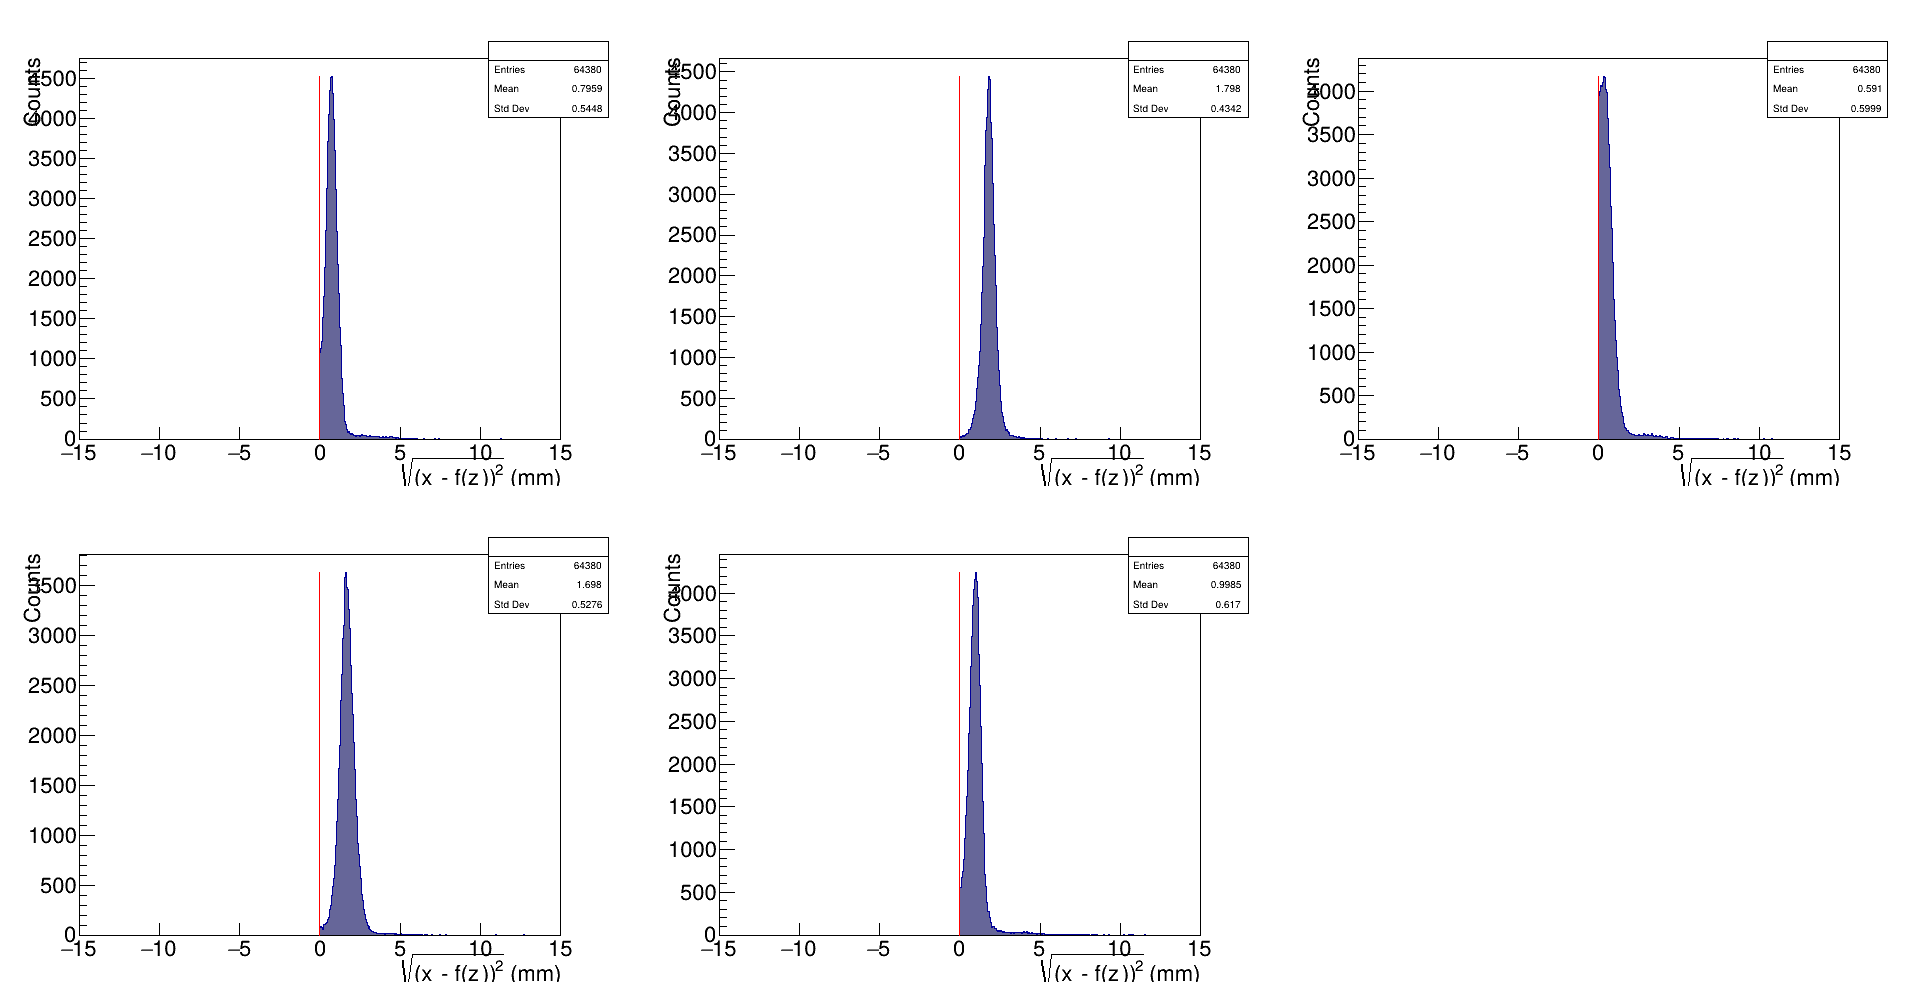 Counts
Entries 64380
Mean 0.7959
Std Dev 0.5448
4500
4000
3500
3000
2500
2000
1500
1000
500
0
−15 −10 −5 0 5 10 15
√(x - f(z))² (mm)
Counts
Entries 64380
Mean 1.798
Std Dev 0.4342
4500
4000
3500
3000
2500
2000
1500
1000
500
0
−15 −10 −5 0 5 10 15
√(x - f(z))² (mm)
Counts
Entries 64380
Mean 0.591
Std Dev 0.5999
4000
3500
3000
2500
2000
1500
1000
500
0
−15 −10 −5 0 5 10 15
√(x - f(z))² (mm)
Counts
Entries 64380
Mean 1.698
Std Dev 0.5276
3500
3000
2500
2000
1500
1000
500
0
−15 −10 −5 0 5 10 15
√(x - f(z))² (mm)
Counts
Entries 64380
Mean 0.9985
Std Dev 0.617
4000
3500
3000
2500
2000
1500
1000
500
0
−15 −10 −5 0 5 10 15
√(x - f(z))² (mm)